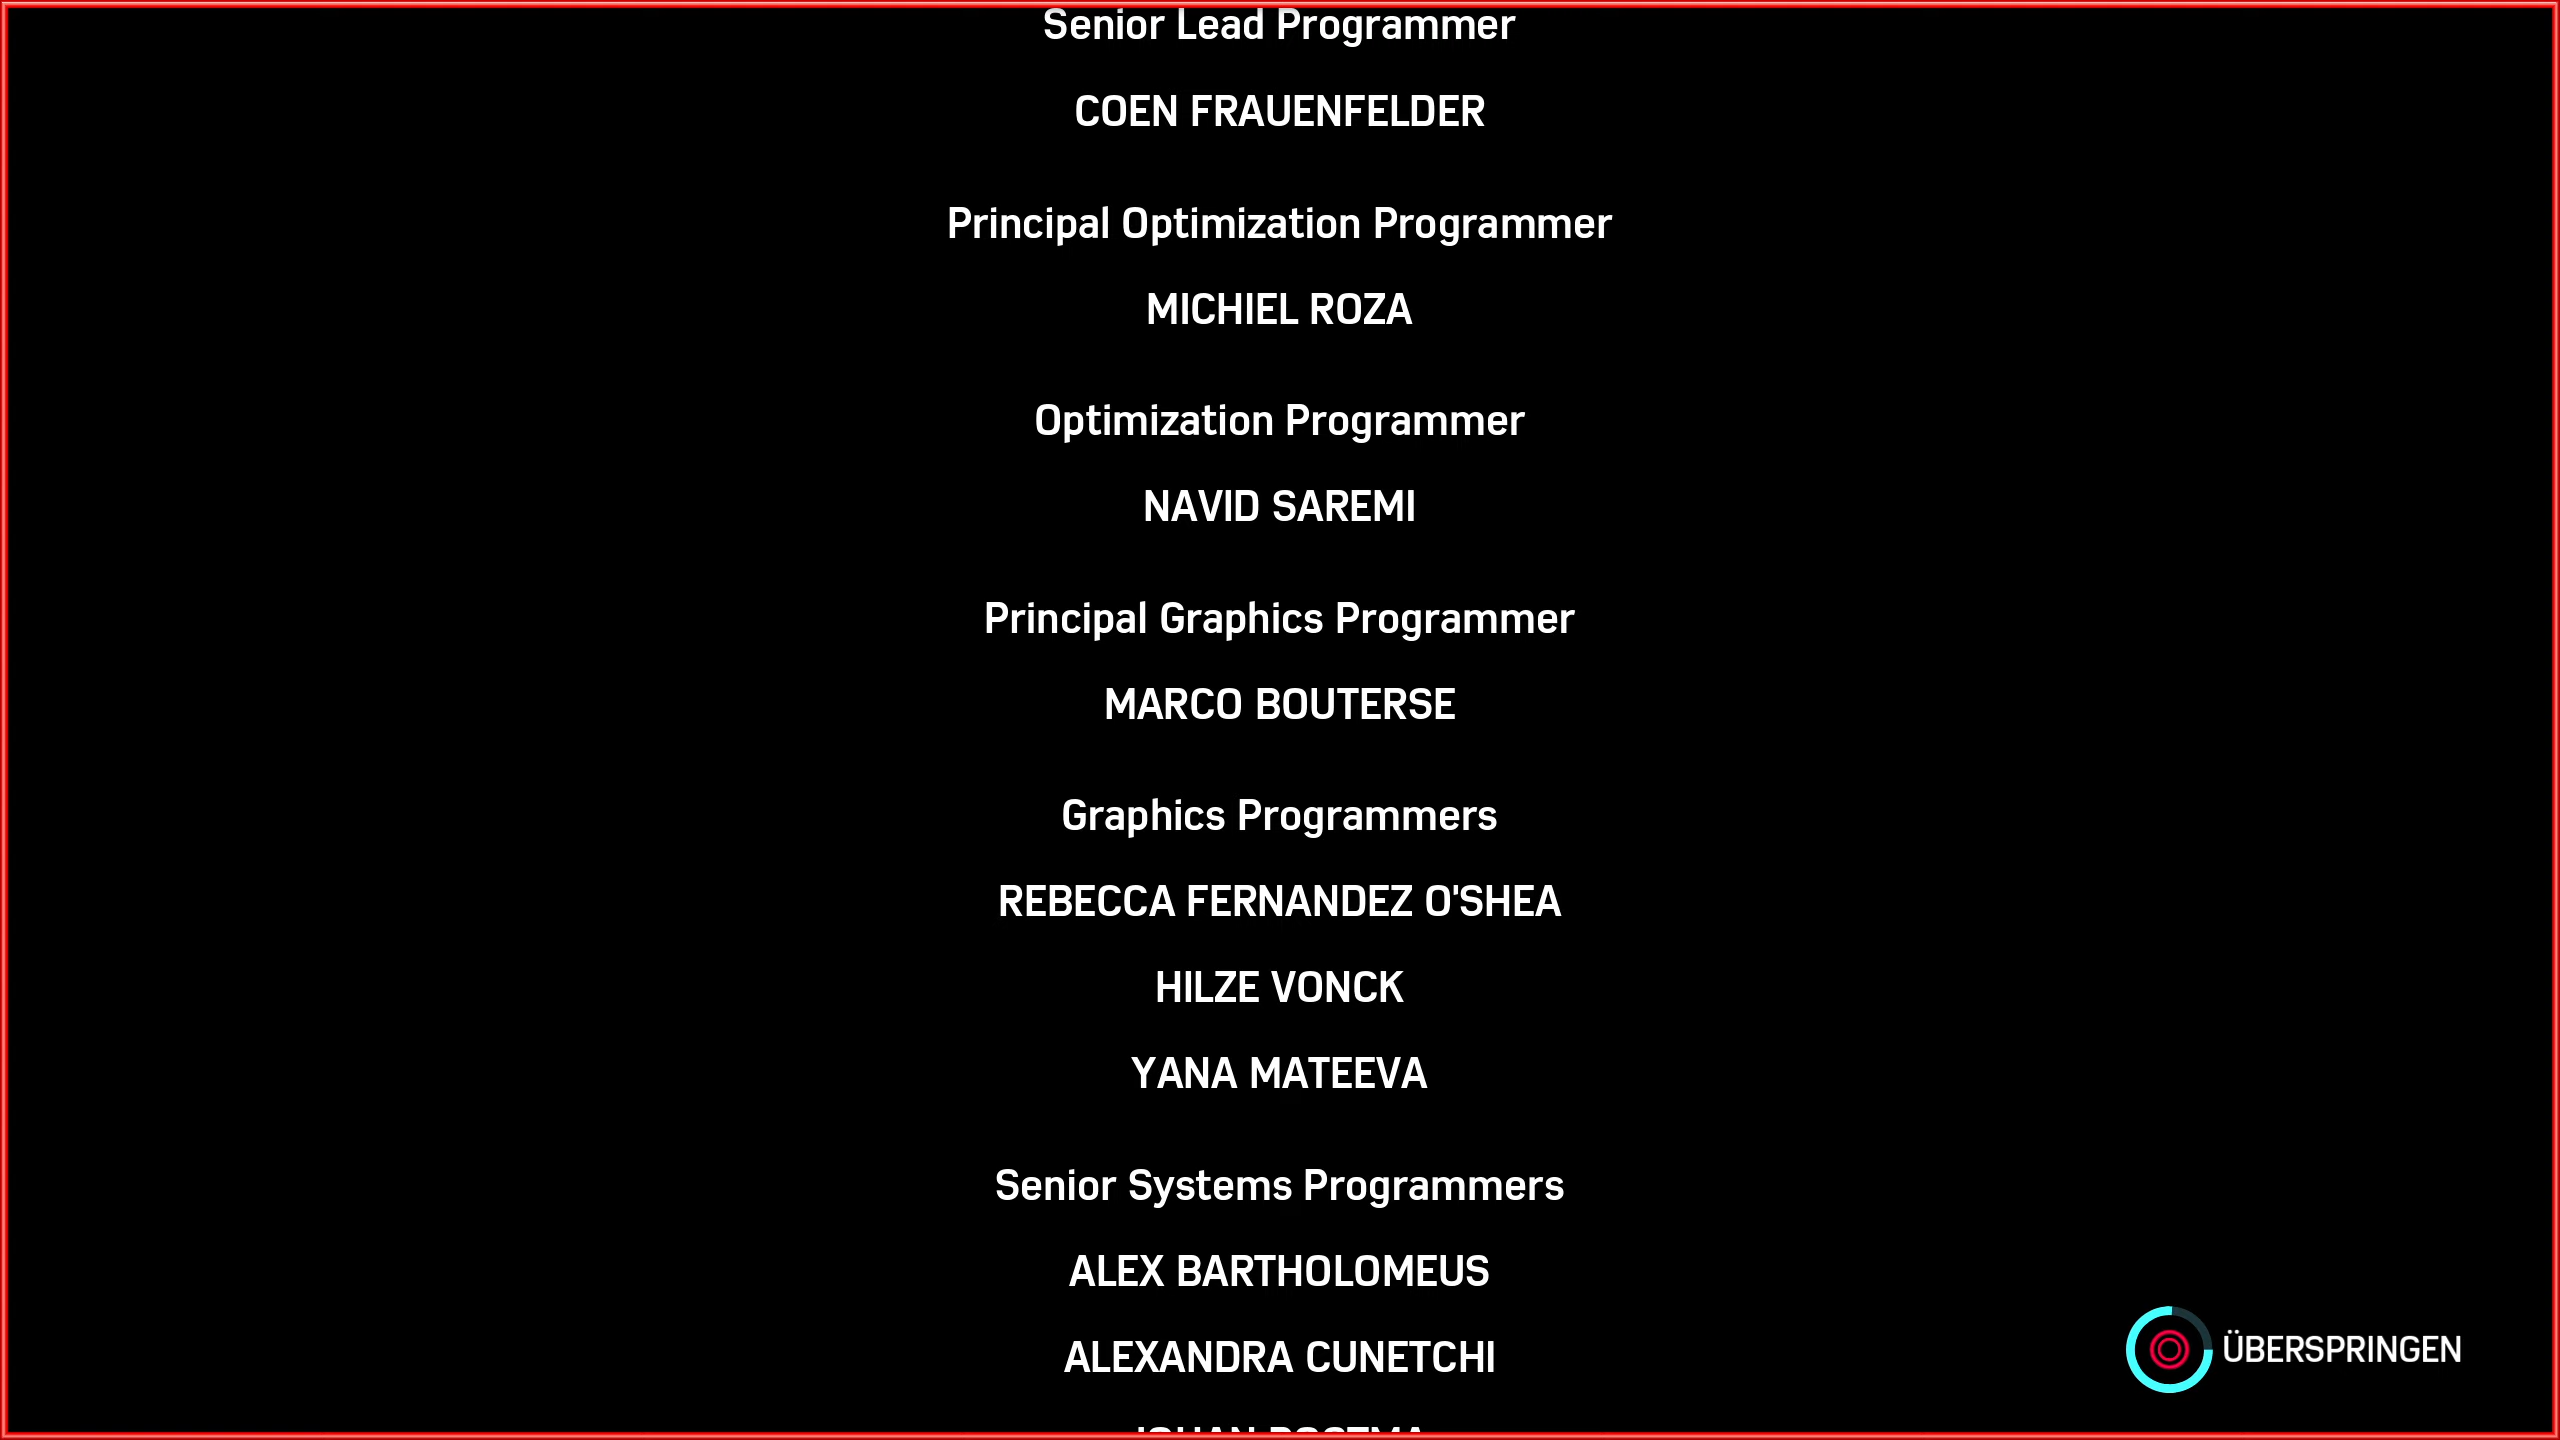 Senior Lead Programmer
COEN FRAUENFELDER
Principal Optimization Programmer
MICHIEL ROZA
Optimization Programmer
NAVID SAREMI
Principal Graphics Programmer
MARCO BOUTERSE
Graphics Programmers
REBECCA FERNANDEZ O'SHEA
HILZE VONCK
YANA MATEEVA
Senior Systems Programmers
ALEX BARTHOLOMEUS
ALEXANDRA CUNETCHI
ÜBERSPRINGEN